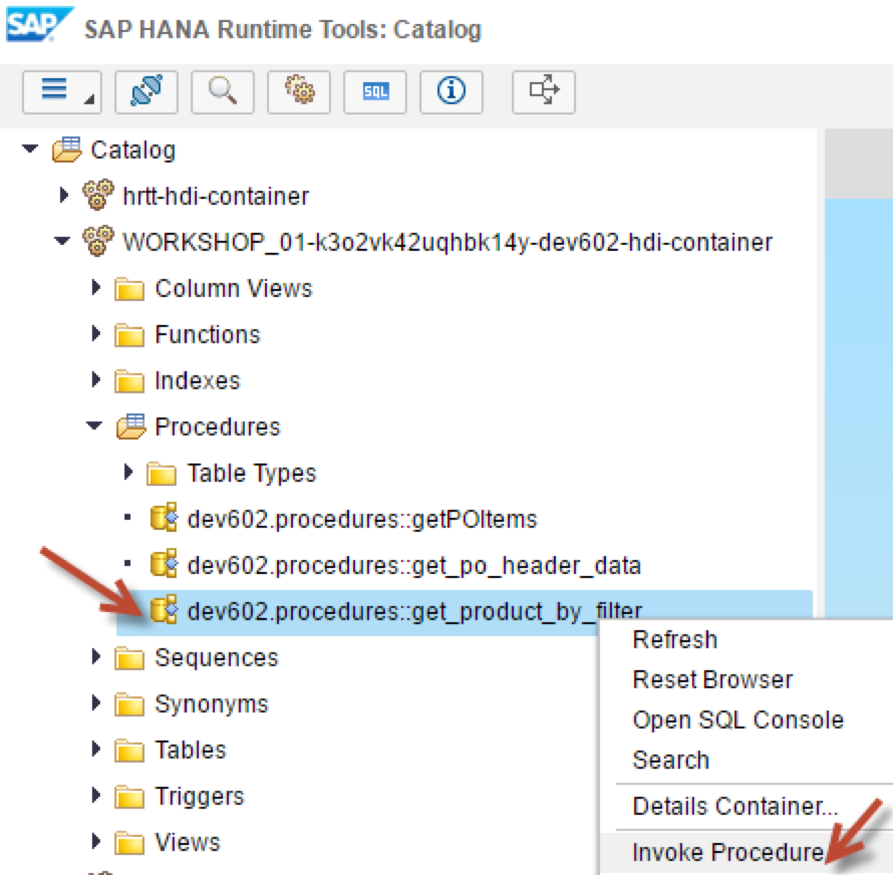 SAP SAP HANA Runtime Tools: Catalog
SQL
Catalog
hrtt-hdi-container
WORKSHOP_01-k3o2vk42uqhbk14y-dev602-hdi-container
Column Views
Functions
Indexes
Procedures
Table Types
dev602.procedures::getPOItems
dev602.procedures::get_po_header_data
dev602.procedures::get_product_by_filter
Sequences
Synonyms
Tables
Triggers
Views
Refresh
Reset Browser
Open SQL Console
Search
Details Container...
Invoke Procedure